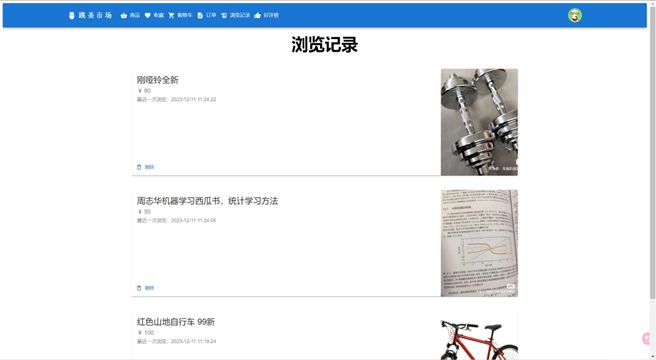 跳蚤市场 商品 收藏 购物车 订单 浏览记录 好评榜
浏览记录
刚哑铃全新
￥ 80
最近一次浏览：2023-12-11 11:24:22
删除
周志华机器学习西瓜书，统计学习方法
￥ 50
最近一次浏览：2023-12-11 11:24:00
删除
红色山地自行车 99新
￥ 100
最近一次浏览：2023-12-11 11:19:24